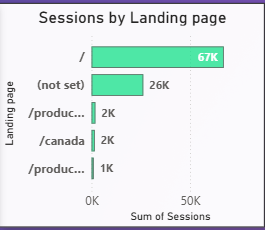 Sessions by Landing page
Landing page
/ 67K
(not set) 26K
/produc... 2K
/canada 2K
/produc... 1K
0K 50K
Sum of Sessions